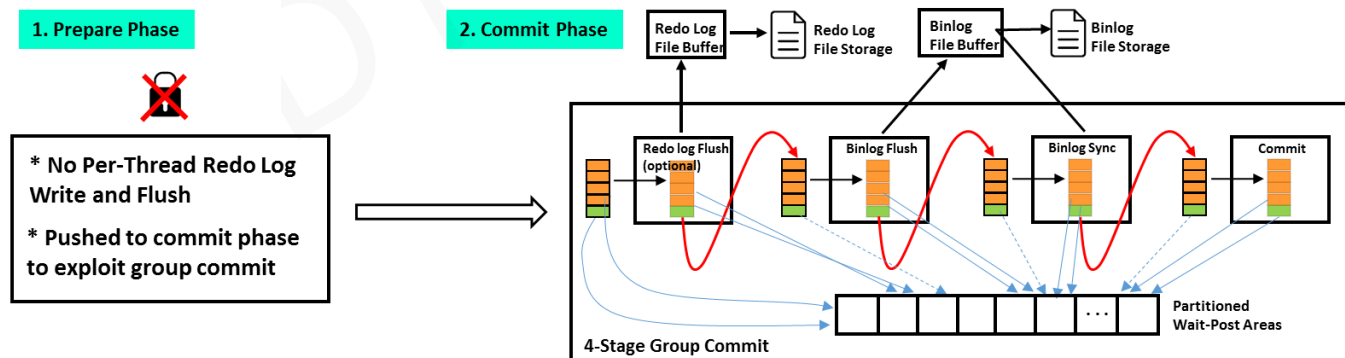 1. Prepare Phase
* No Per-Thread Redo Log
Write and Flush
* Pushed to commit phase
to exploit group commit
2. Commit Phase
Redo Log
File Buffer
Redo Log
File Storage
Binlog
File Buffer
Binlog
File Storage
Redo log Flush
(optional)
Binlog Flush
Binlog Sync
Commit
...
Partitioned
Wait-Post Areas
4-Stage Group Commit